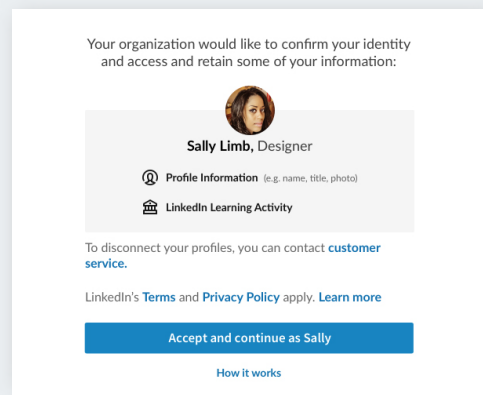 Your organization would like to confirm your identity
and access and retain some of your information:
Sally Limb, Designer
Profile Information (e.g. name, title, photo)
LinkedIn Learning Activity
To disconnect your profiles, you can contact customer
service.
LinkedIn's Terms and Privacy Policy apply. Learn more
Accept and continue as Sally
How it works